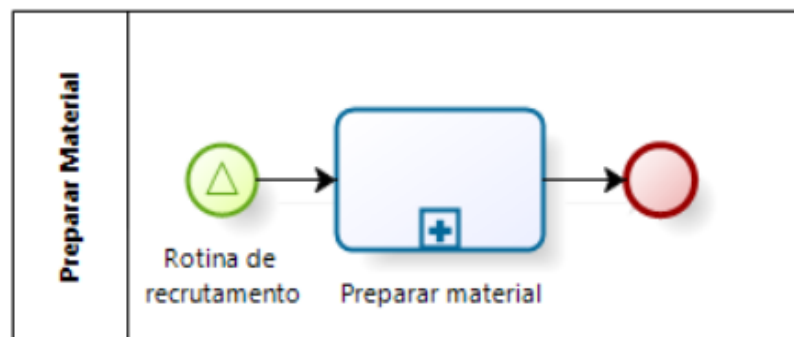 Preparar Material
Rotina de
recrutamento
Preparar material